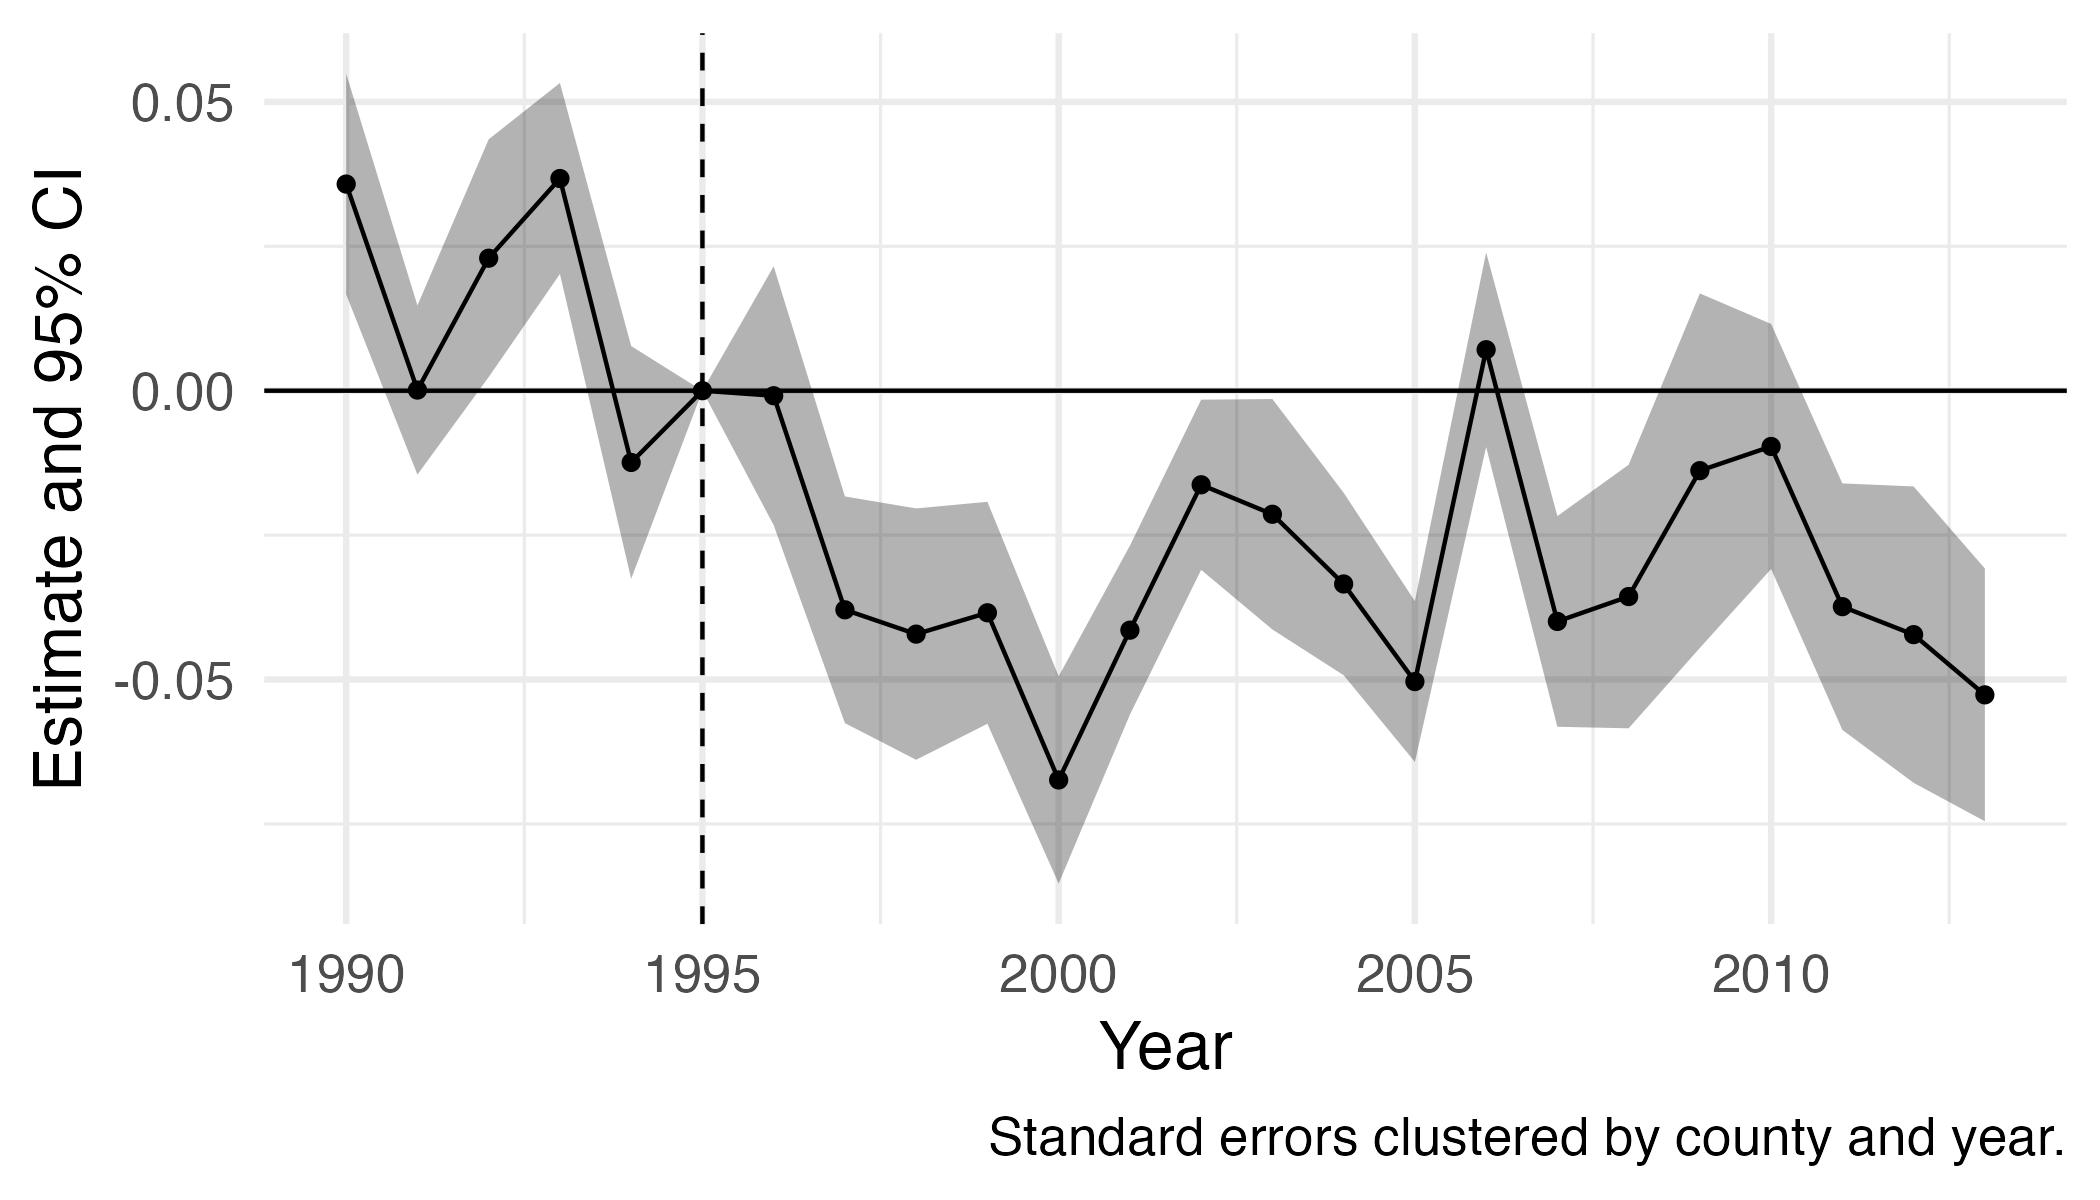 Estimate and 95% CI
0.05
0.00
-0.05
1990 1995 2000 2005 2010
Year
Standard errors clustered by county and year.